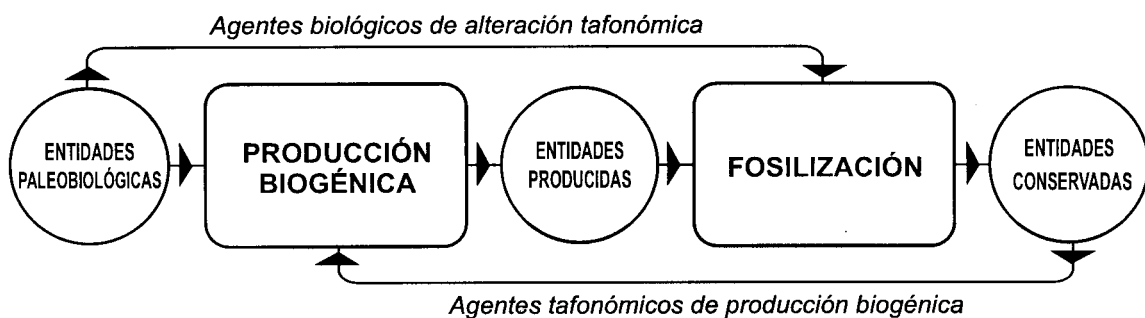 Agentes biológicos de alteración tafonómica
ENTIDADES
PALEOBIOLÓGICAS
PRODUCCIÓN
BIOGÉNICA
ENTIDADES
PRODUCIDAS
FOSILIZACIÓN
ENTIDADES
CONSERVADAS
Agentes tafonómicos de producción biogénica